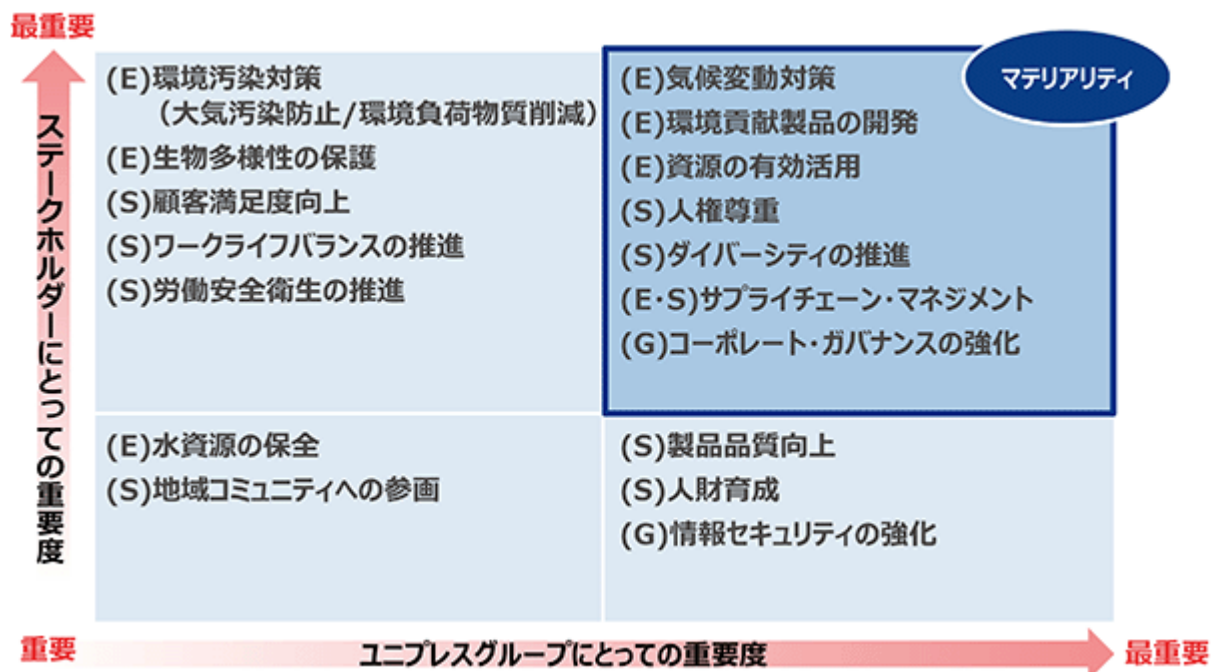 最重要
ステークホルダーにとっての重要度
(E)環境汚染対策
(大気汚染防止/環境負荷物質削減)
(E)生物多様性の保護
(S)顧客満足度向上
(S)ワークライフバランスの推進
(S)労働安全衛生の推進
マテリアリティ
(E)気候変動対策
(E)環境貢献製品の開発
(E)資源の有効活用
(S)人権尊重
(S)ダイバーシティの推進
(E・S)サプライチェーン・マネジメント
(G)コーポレート・ガバナンスの強化
(E)水資源の保全
(S)地域コミュニティへの参画
(S)製品品質向上
(S)人財育成
(G)情報セキュリティの強化
重要
ユニプレスグループにとっての重要度
最重要